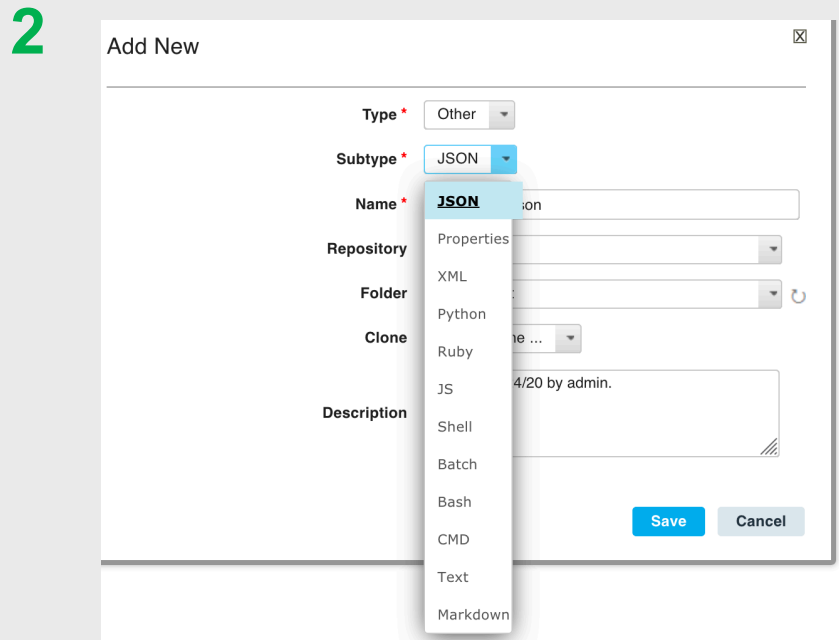 2
Add New
Type * Other
Subtype * JSON
JSON
Name * son
Properties
Repository
XML
Folder
Python
Clone ne ...
Ruby
JS
4/20 by admin.
Description
Shell
Batch
Bash
Save Cancel
CMD
Text
Markdown